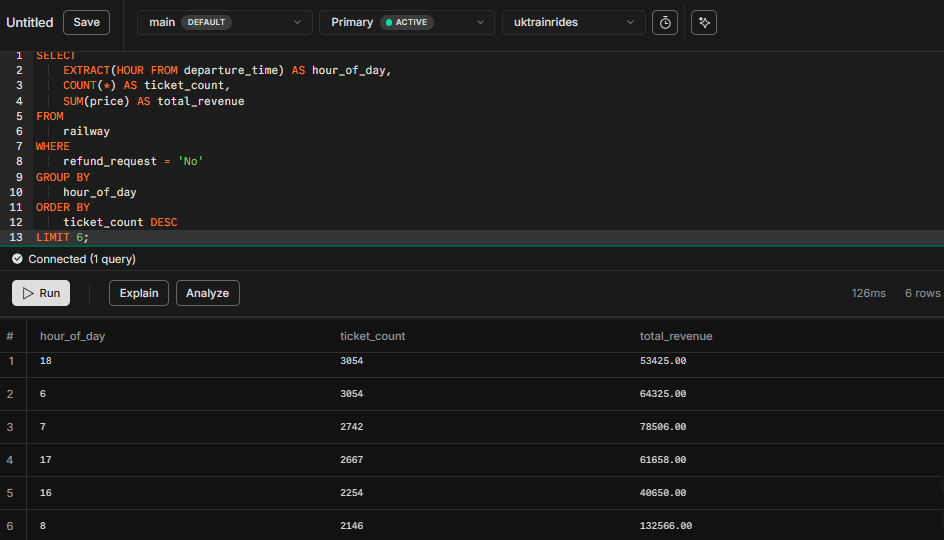 Untitled Save main DEFAULT Primary ACTIVE uktrainrides
1 SELECT
2 EXTRACT(HOUR FROM departure_time) AS hour_of_day,
3 COUNT(*) AS ticket_count,
4 SUM(price) AS total_revenue
5 FROM
6 railway
7 WHERE
8 refund_request = 'No'
9 GROUP BY
10 hour_of_day
11 ORDER BY
12 ticket_count DESC
13 LIMIT 6;
Connected (1 query)
Run Explain Analyze 126ms 6 rows
# hour_of_day ticket_count total_revenue
1 18 3054 53425.00
2 6 3054 64325.00
3 7 2742 78506.00
4 17 2667 61658.00
5 16 2254 40650.00
6 8 2146 132566.00